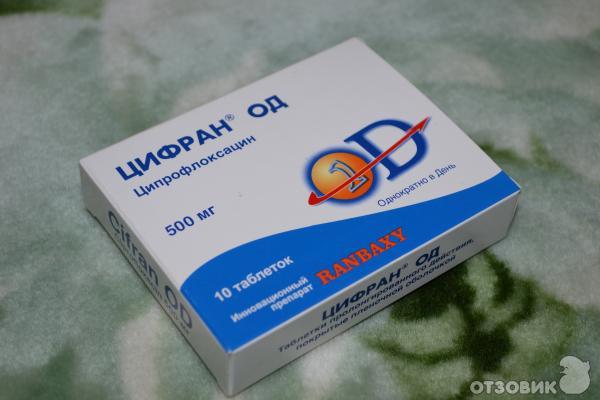 ЦИФРАН® ОД
Ципрофлоксацин
500 мг
1 D
Однократно в День
10 таблеток
Инновационный
препарат
RANBAXY
ЦИФРАН® ОД
Таблетки пролонгированного действия,
покрытые пленочной оболочкой
Cifran OD
ОТЗОВИК